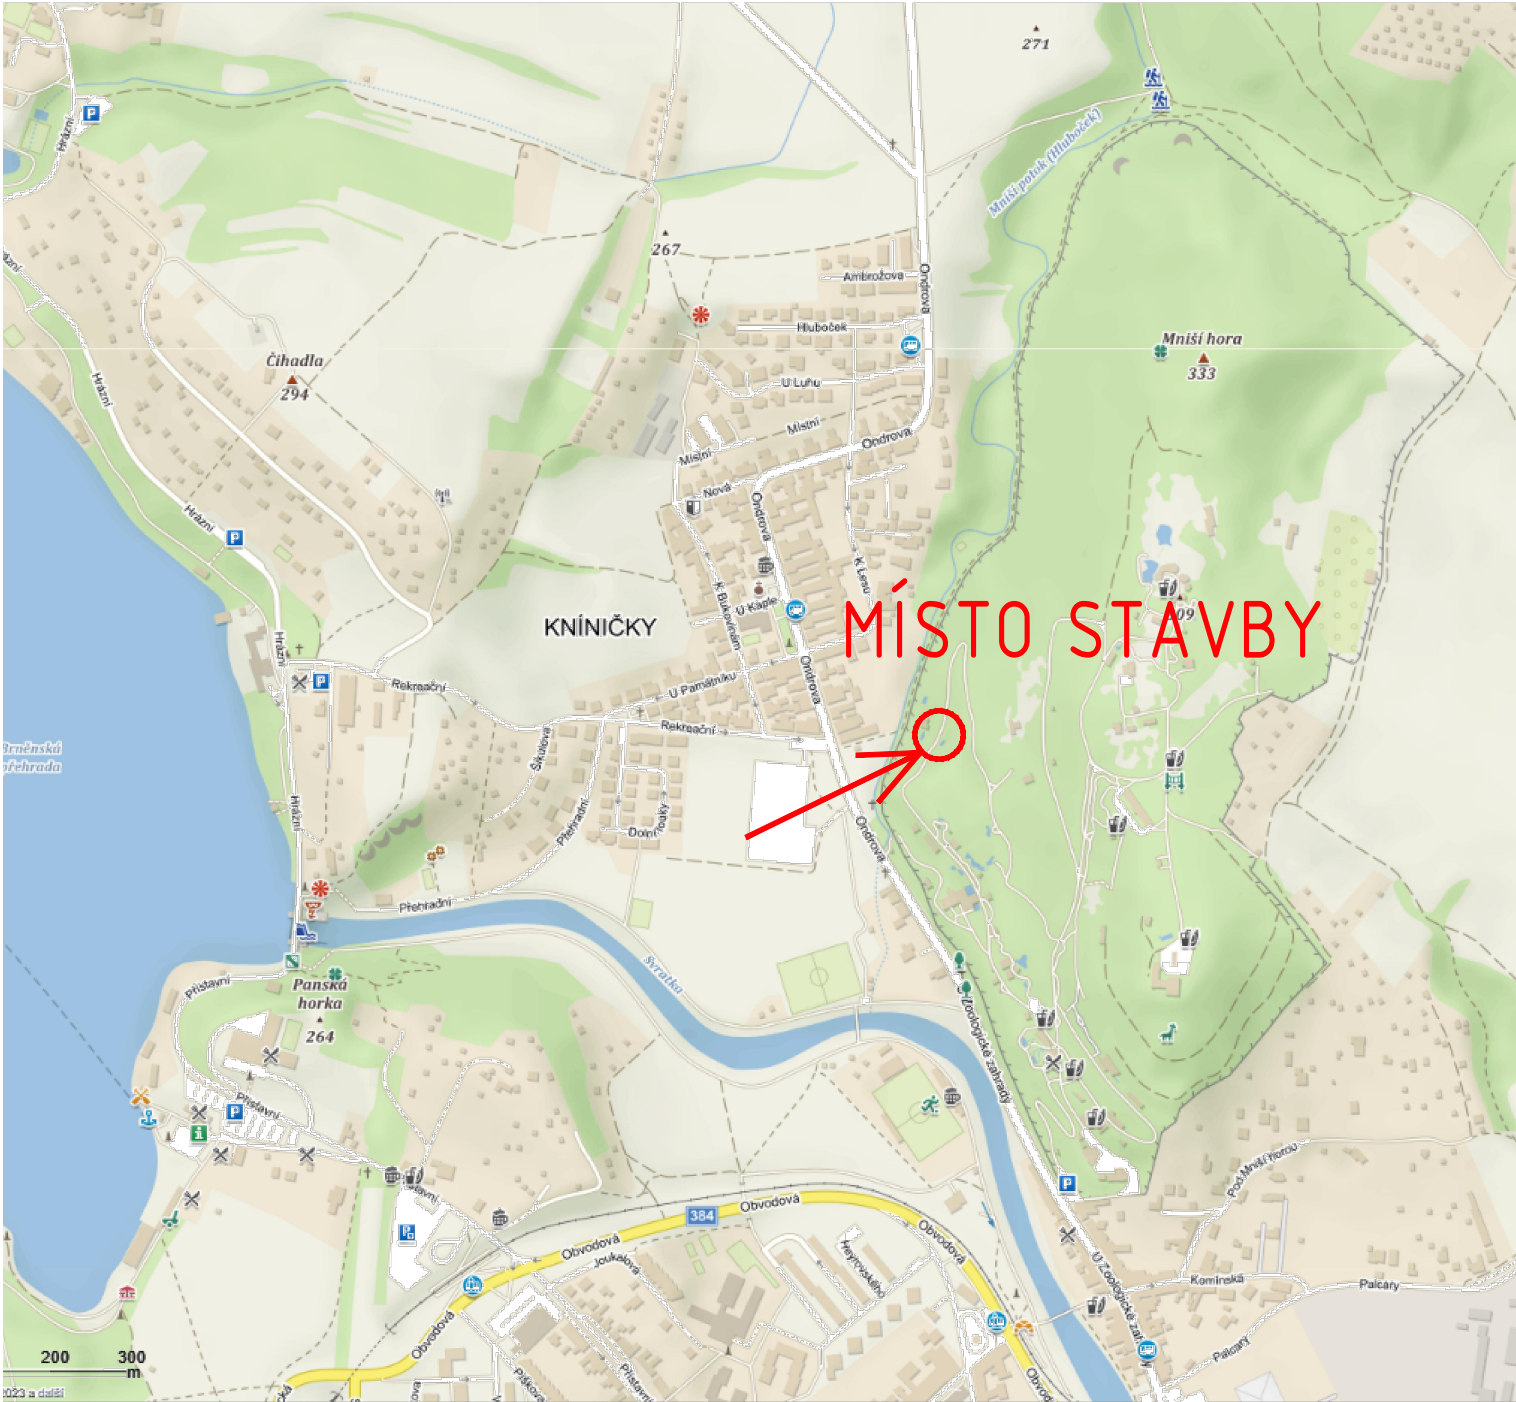 271
Hrázní
Mniší potok (Hluboček)
267
Ambrožova
Ondrova
Hluboček
Mniší hora
333
Čihadla
294
U Luhu
Hrázní
Místní
Ondrova
Místní
Nová
Ondrova
Hrázní
K Lesu
K Bukovinám
U Kaple
KNÍNIČKY
MÍSTO STAVBY
Hrázní
Ondrova
U Památníku
Rekreační
Rekreační
Šikulova
Brněnská
přehrada
Hrázní
Přehradní
Dolní louky
Ondrova
Přehradní
Svratka
Přístavní
Panská
horka
264
U Zoologické zahrady
Přístavní
Pod Mniší horou
384
Obvodová
Obvodová
Obvodová
Joukalova
Heyrovského
U Zoologické zahrady
Kominská
Palcary
Obvodová
Palcary
Přístavní
200
300
m
2023 a další